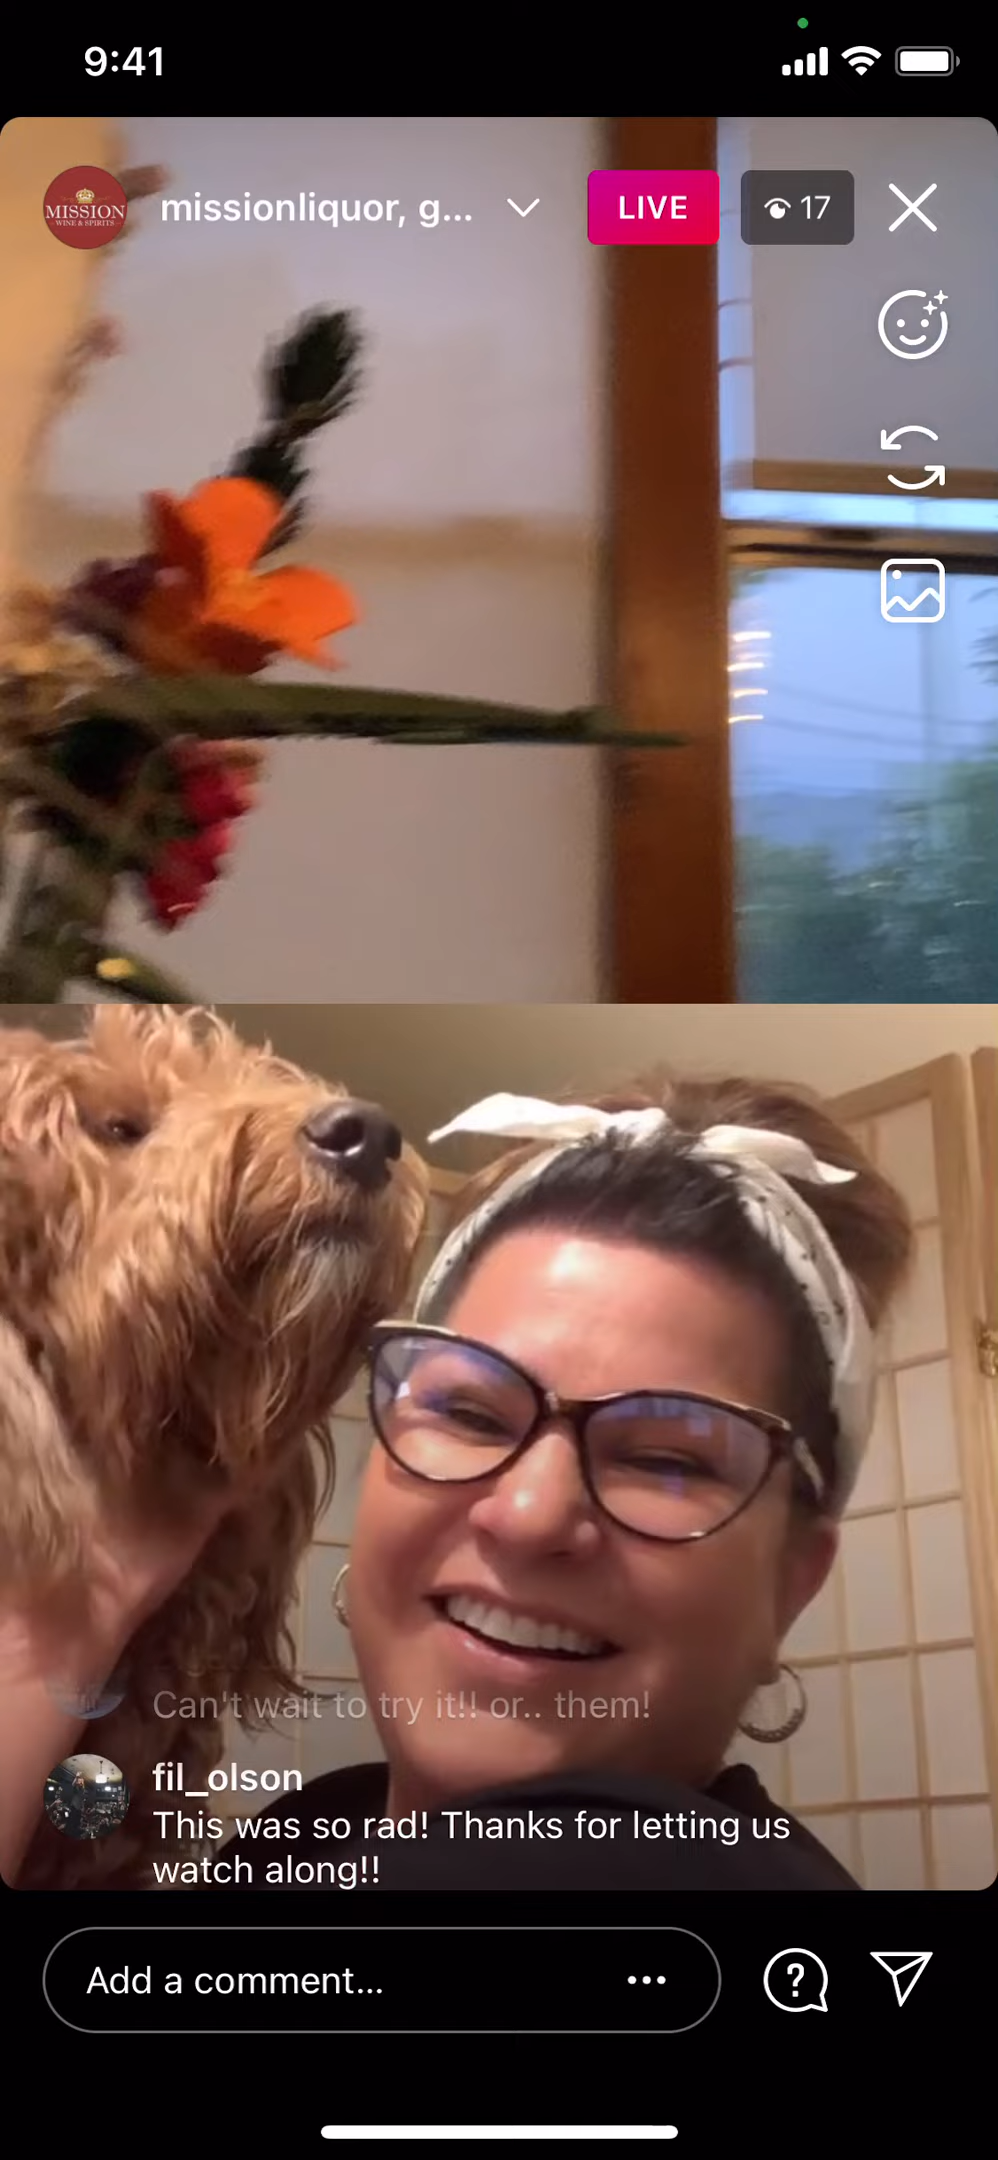 9:41
MISSION
WINE & SPIRITS
missionliquor, g...
LIVE
17
Can't wait to try it!! or.. them!
fil_olson
This was so rad! Thanks for letting us
watch along!!
Add a comment...